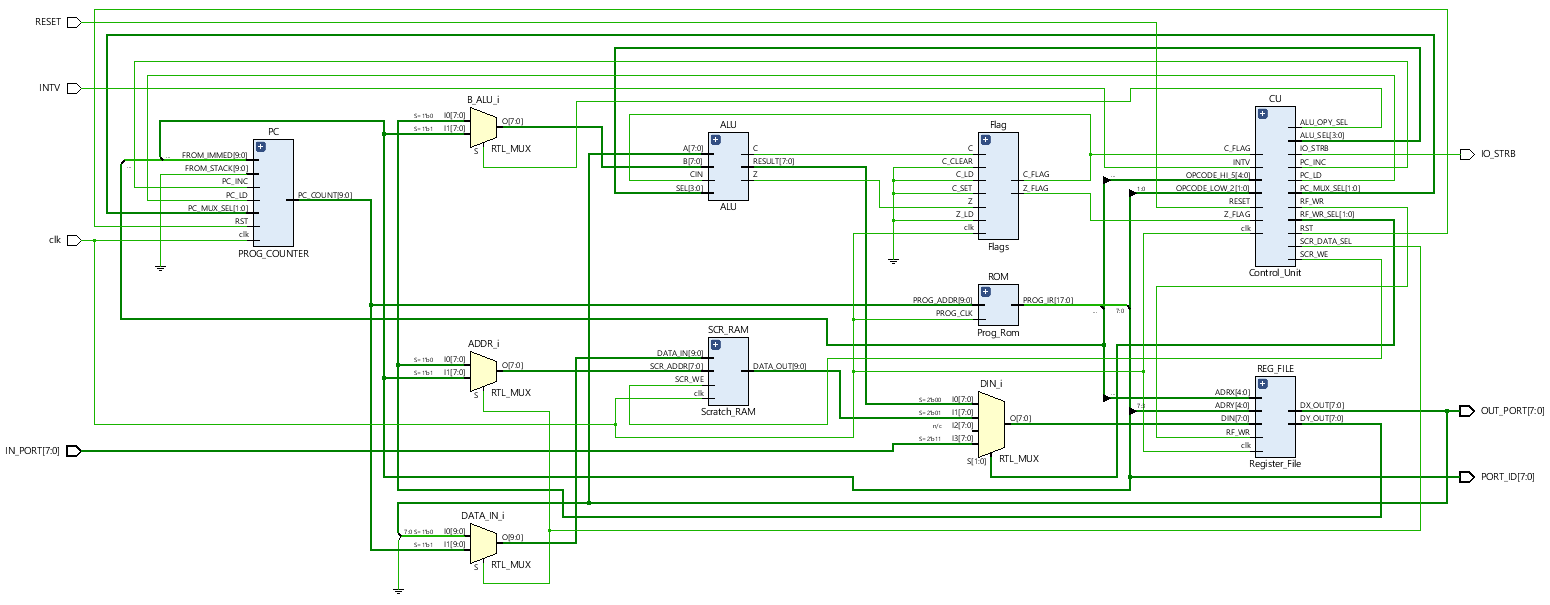 RESET
INTV
clk
IN_PORT[7:0]
PC
FROM_IMMED[9:0]
FROM_STACK[9:0]
PC_INC
PC_LD
PC_MUX_SEL[1:0]
RST
clk
PC_COUNT[9:0]
PROG_COUNTER
B_ALU_i
S=1'b0 I0[7:0]
S=1'b1 I1[7:0]
S
O[7:0]
RTL_MUX
ADDR_i
S=1'b0 I0[7:0]
S=1'b1 I1[7:0]
S
O[7:0]
RTL_MUX
DATA_IN_i
7:0 S=1'b0 I0[9:0]
S=1'b1 I1[9:0]
S
O[9:0]
RTL_MUX
ALU
A[7:0]
B[7:0]
CIN
SEL[3:0]
C
RESULT[7:0]
Z
ALU
SCR_RAM
DATA_IN[9:0]
SCR_ADDR[7:0]
SCR_WE
clk
DATA_OUT[9:0]
Scratch_RAM
Flag
C
C_CLEAR
C_LD
C_SET
Z
Z_LD
clk
C_FLAG
Z_FLAG
Flags
ROM
PROG_ADDR[9:0]
PROG_CLK
PROG_IR[17:0]
Prog_Rom
7:0
DIN_i
S=2'b00 I0[7:0]
S=2'b01 I1[7:0]
n/c I2[7:0]
S=2'b11 I3[7:0]
S[1:0]
O[7:0]
RTL_MUX
CU
C_FLAG
INTV
OPCODE_HI_5[4:0]
1:0 OPCODE_LOW_2[1:0]
RESET
Z_FLAG
clk
ALU_OPY_SEL
ALU_SEL[3:0]
IO_STRB
PC_INC
PC_LD
PC_MUX_SEL[1:0]
RF_WR
RF_WR_SEL[1:0]
RST
SCR_DATA_SEL
SCR_WE
Control_Unit
REG_FILE
ADRX[4:0]
ADRY[4:0]
DIN[7:0]
RF_WR
clk
DX_OUT[7:0]
DY_OUT[7:0]
Register_File
IO_STRB
OUT_PORT[7:0]
PORT_ID[7:0]